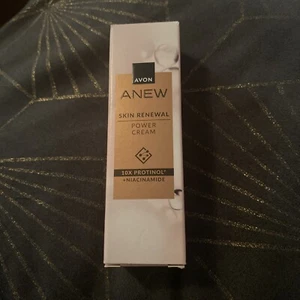 AVON
ANEW
SKIN RENEWAL
POWER
CREAM
10X PROTINOL*
+NIACINAMIDE